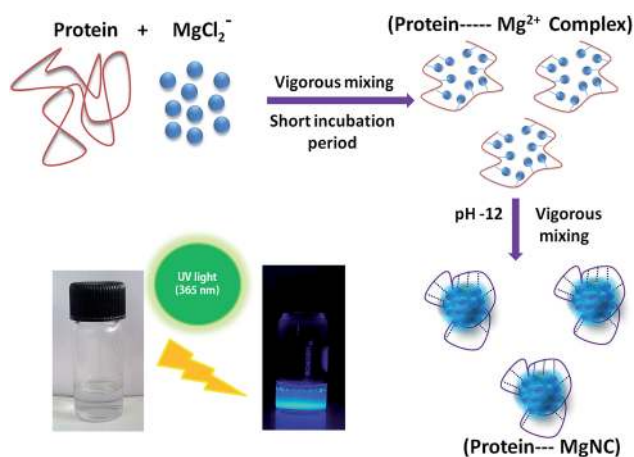 Protein + MgCl₂⁻
(Protein----- Mg²⁺ Complex)
Vigorous mixing
Short incubation
period
pH -12
Vigorous
mixing
UV light
(365 nm)
(Protein--- MgNC)